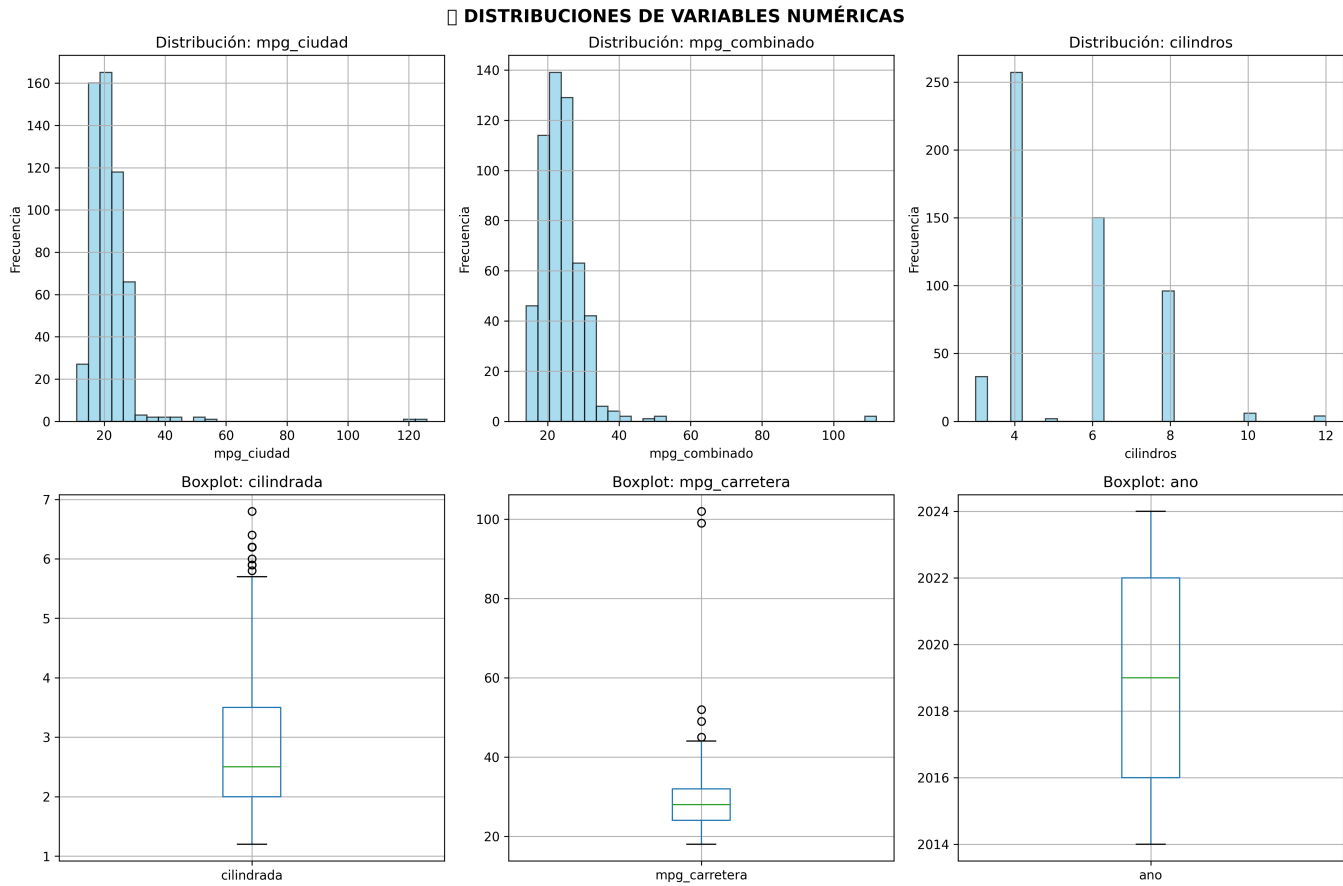 ▯ DISTRIBUCIONES DE VARIABLES NUMÉRICAS
Distribución: mpg_ciudad
Frecuencia
160
140
120
100
80
60
40
20
0
20 40 60 80 100 120
mpg_ciudad
Distribución: mpg_combinado
Frecuencia
140
120
100
80
60
40
20
0
20 40 60 80 100
mpg_combinado
Distribución: cilindros
Frecuencia
250
200
150
100
50
0
4 6 8 10 12
cilindros
Boxplot: cilindrada
7
6
5
4
3
2
1
cilindrada
Boxplot: mpg_carretera
100
80
60
40
20
mpg_carretera
Boxplot: ano
2024
2022
2020
2018
2016
2014
ano